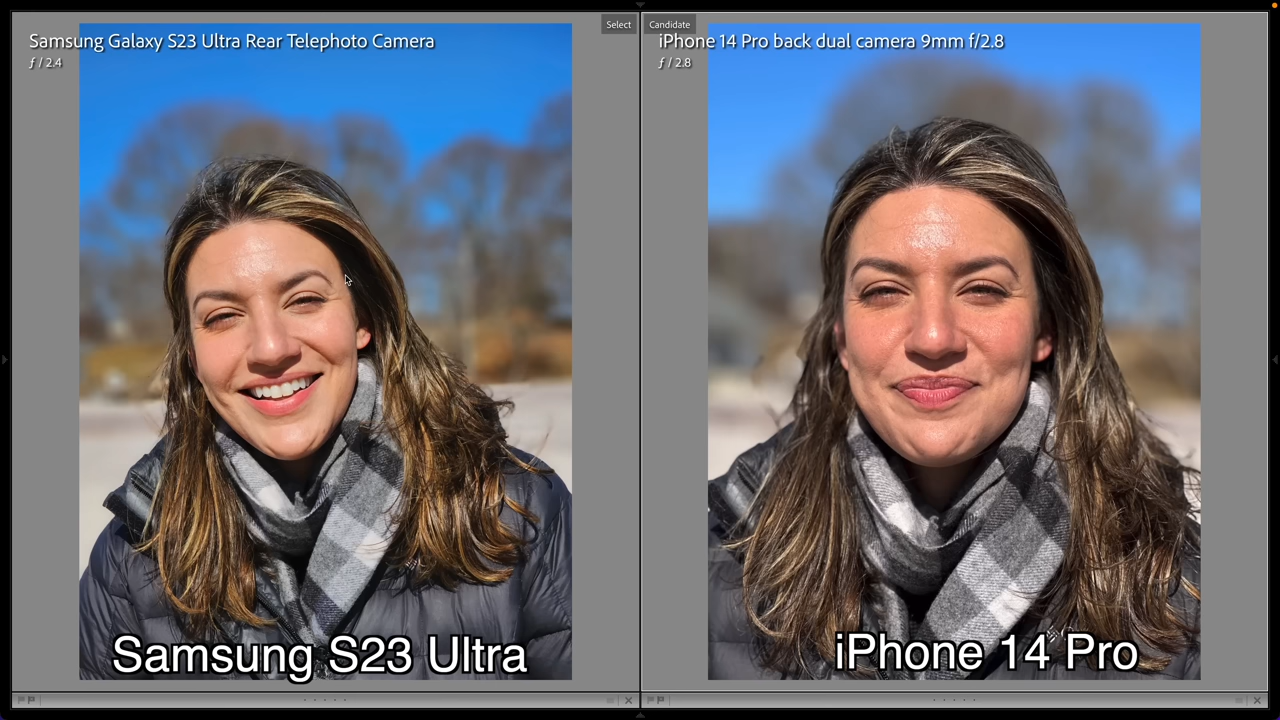 Select
Candidate
Samsung Galaxy S23 Ultra Rear Telephoto Camera
ƒ / 2.4
iPhone 14 Pro back dual camera 9mm f/2.8
ƒ / 2.8
Samsung S23 Ultra
iPhone 14 Pro